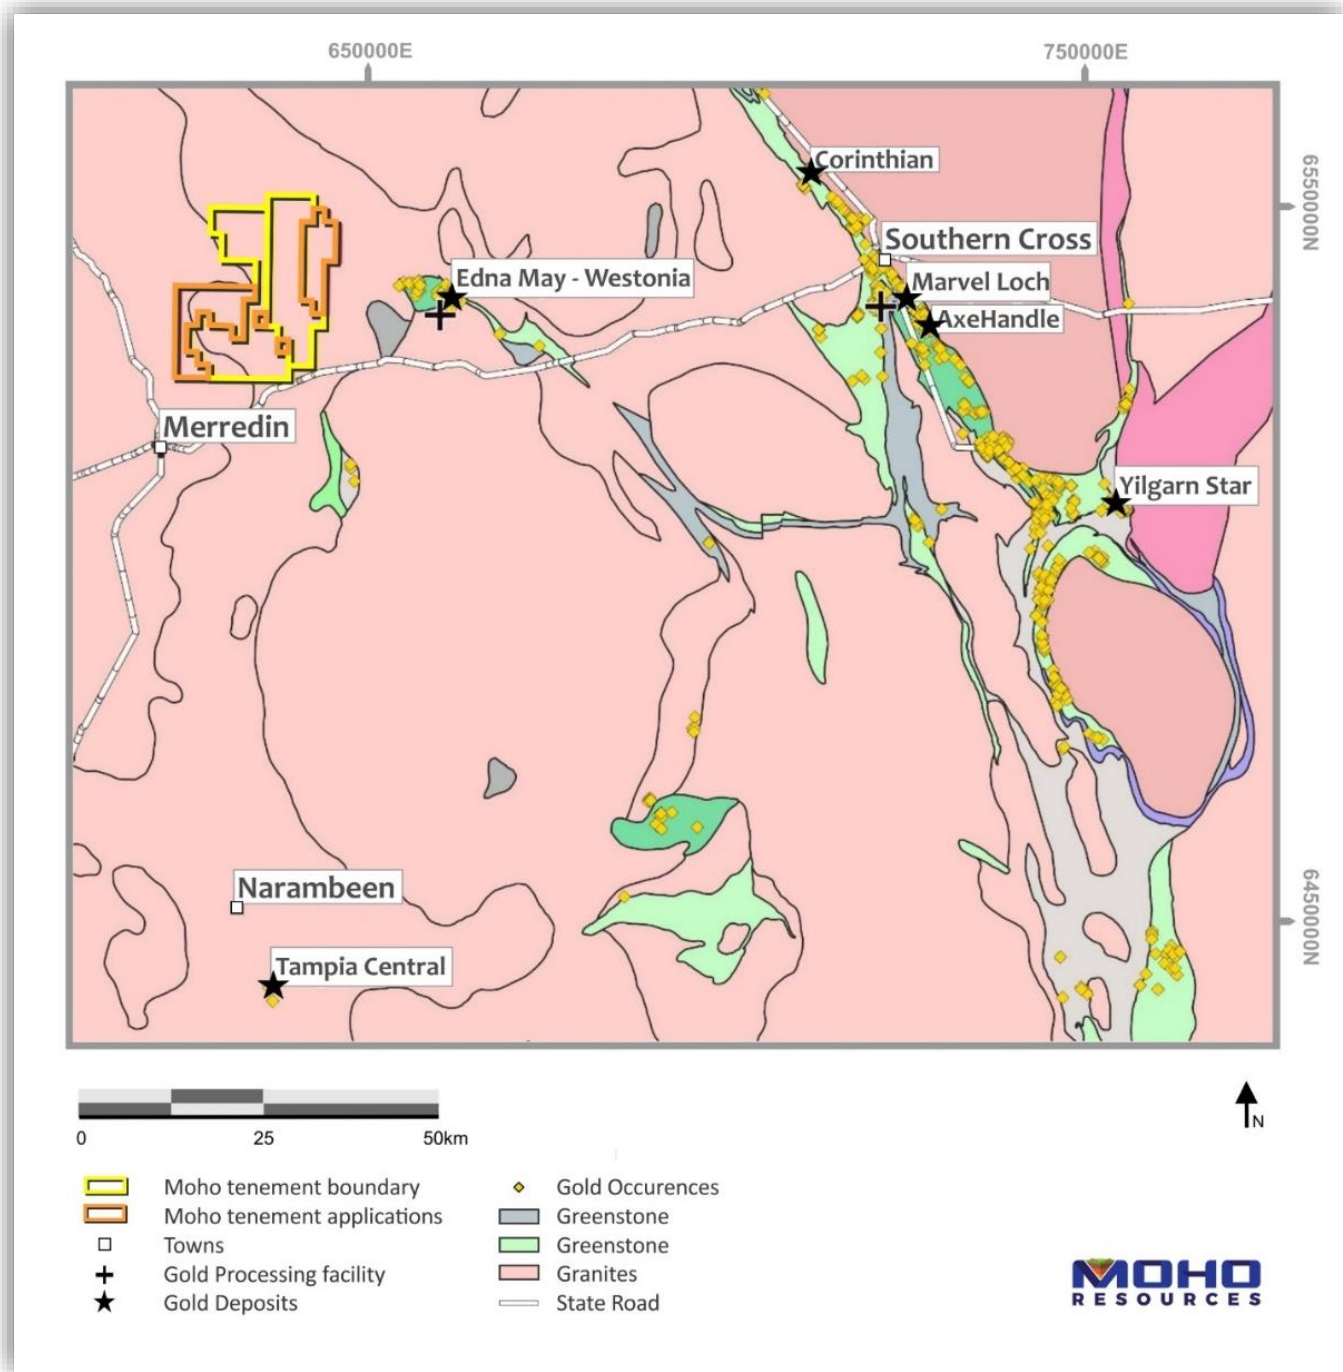 650000E
750000E
Corinthian
6550000N
Southern Cross
Edna May - Westonia
Marvel Loch
AxeHandle
Merredin
Yilgarn Star
Narambeen
6450000N
Tampia Central
N
0
25
50km
Moho tenement boundary
Moho tenement applications
Towns
Gold Processing facility
Gold Deposits
Gold Occurences
Greenstone
Greenstone
Granites
State Road
MOHO
RESOURCES